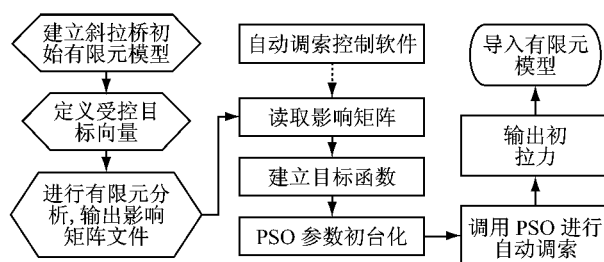 建立斜拉桥初
始有限元模型
定义受控目
标向量
进行有限元分
析,输出影响
矩阵文件
自动调索控制软件
读取影响矩阵
建立目标函数
PSO 参数初台化
调用 PSO 进行
自动调索
输出初
拉力
导入有限元
模型